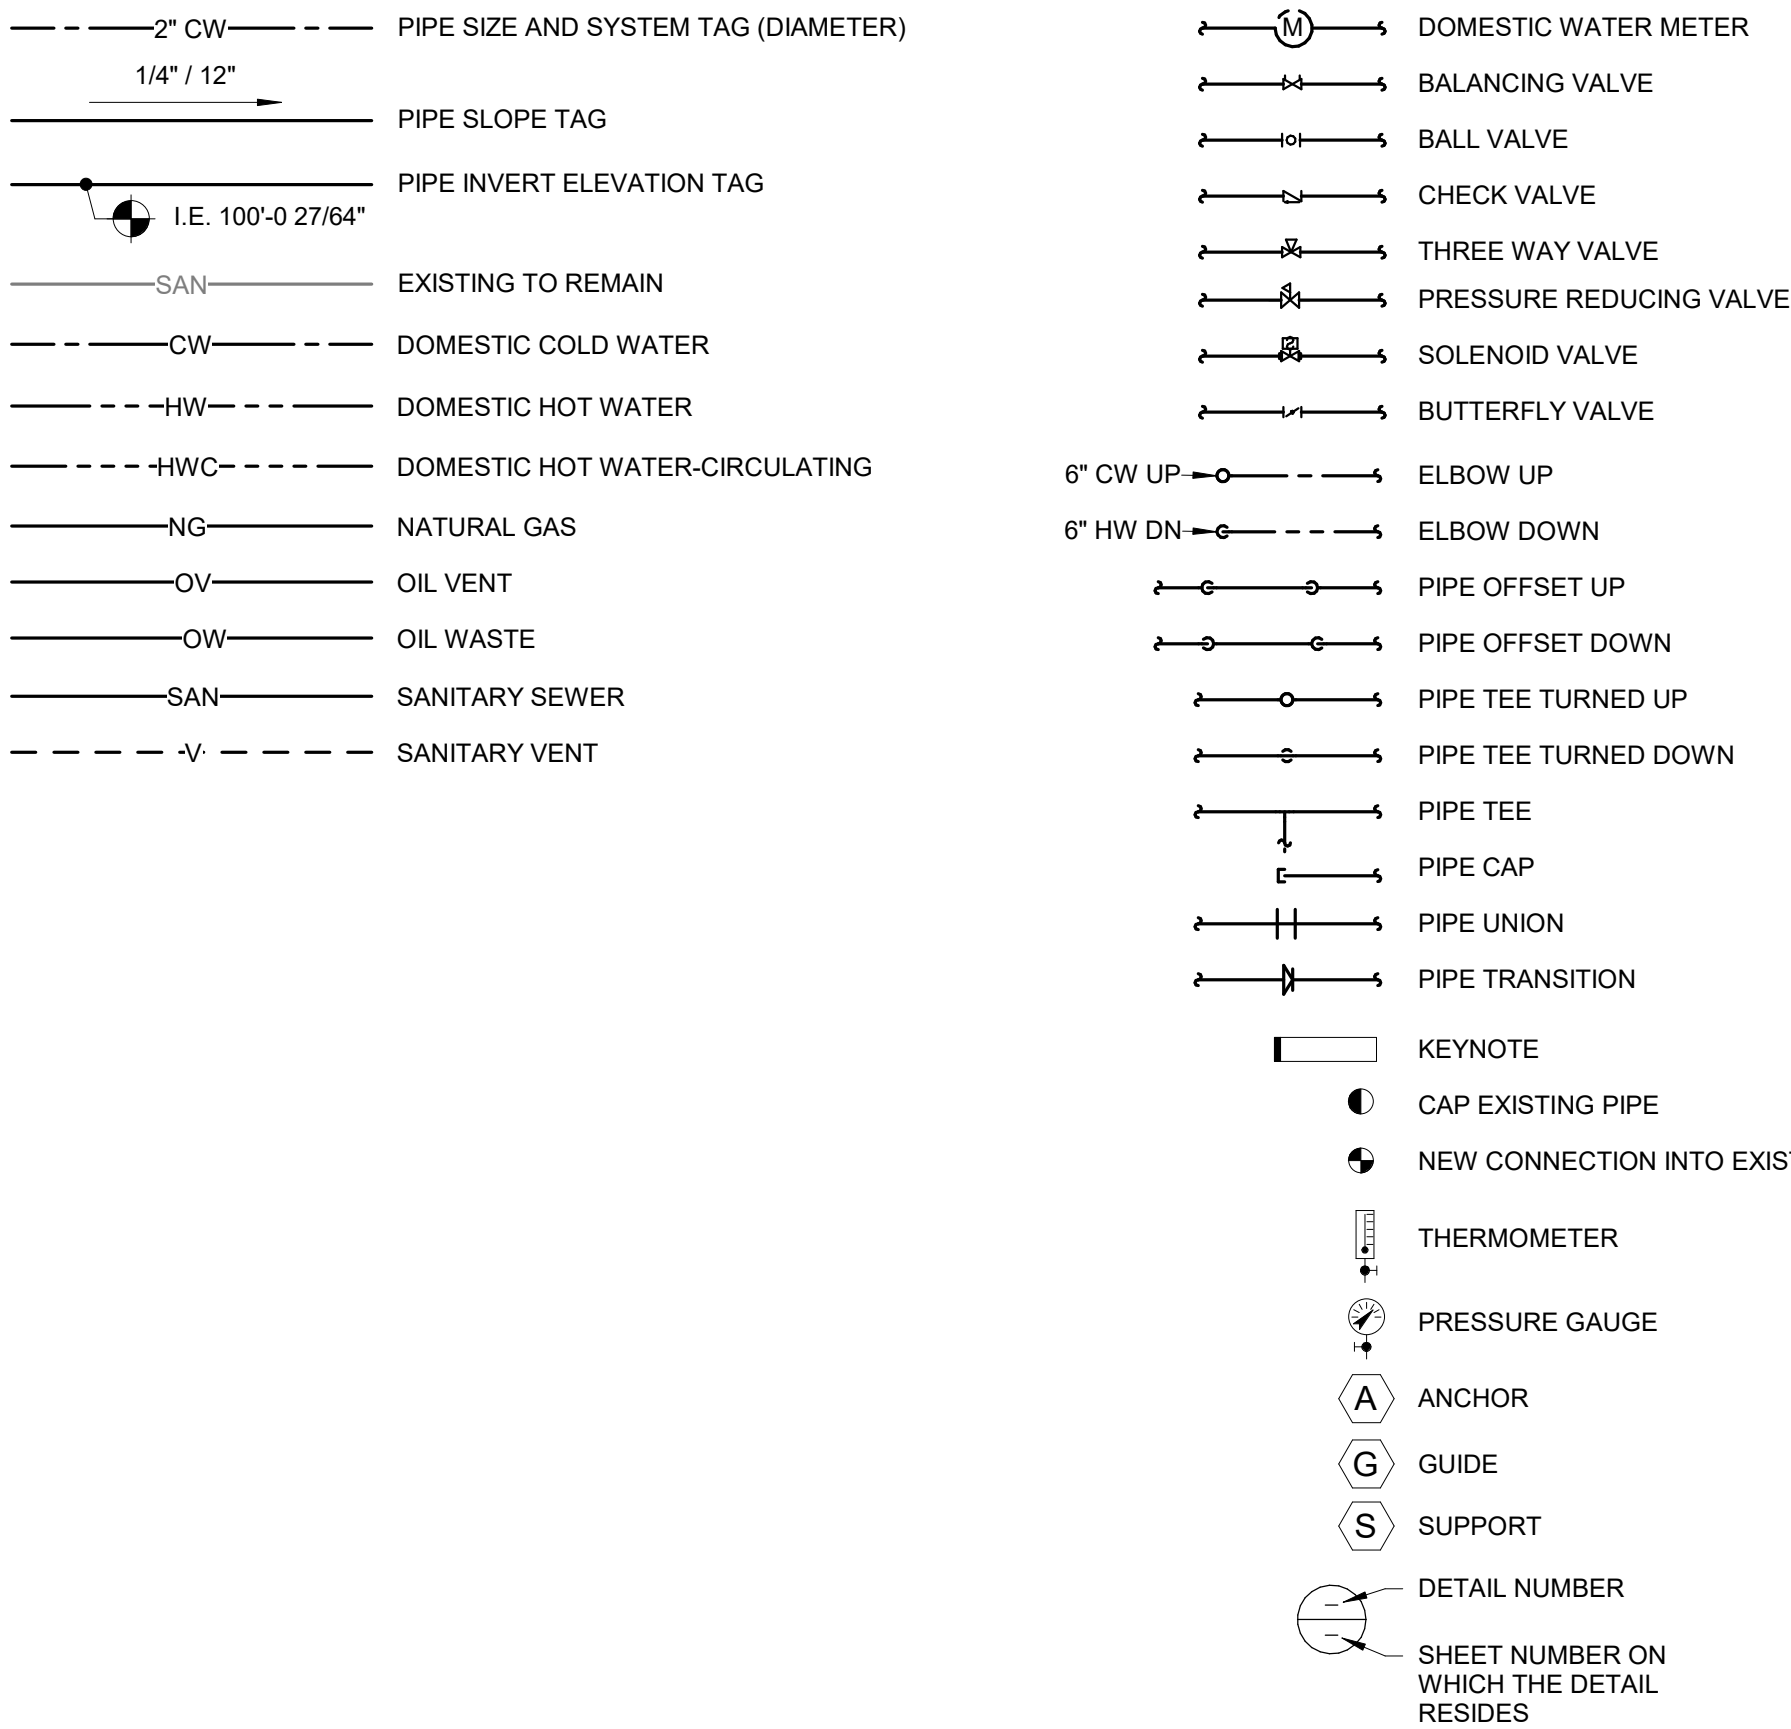 2" CW PIPE SIZE AND SYSTEM TAG (DIAMETER)
1/4" / 12"
PIPE SLOPE TAG
PIPE INVERT ELEVATION TAG
I.E. 100'-0 27/64"
SAN EXISTING TO REMAIN
CW DOMESTIC COLD WATER
HW DOMESTIC HOT WATER
HWC DOMESTIC HOT WATER-CIRCULATING
NG NATURAL GAS
OV OIL VENT
OW OIL WASTE
SAN SANITARY SEWER
V SANITARY VENT
M DOMESTIC WATER METER
BALANCING VALVE
BALL VALVE
CHECK VALVE
THREE WAY VALVE
PRESSURE REDUCING VALVE
SOLENOID VALVE
BUTTERFLY VALVE
6" CW UP ELBOW UP
6" HW DN ELBOW DOWN
PIPE OFFSET UP
PIPE OFFSET DOWN
PIPE TEE TURNED UP
PIPE TEE TURNED DOWN
PIPE TEE
PIPE CAP
PIPE UNION
PIPE TRANSITION
KEYNOTE
CAP EXISTING PIPE
NEW CONNECTION INTO EXIS
THERMOMETER
PRESSURE GAUGE
A ANCHOR
G GUIDE
S SUPPORT
DETAIL NUMBER
SHEET NUMBER ON
WHICH THE DETAIL
RESIDES